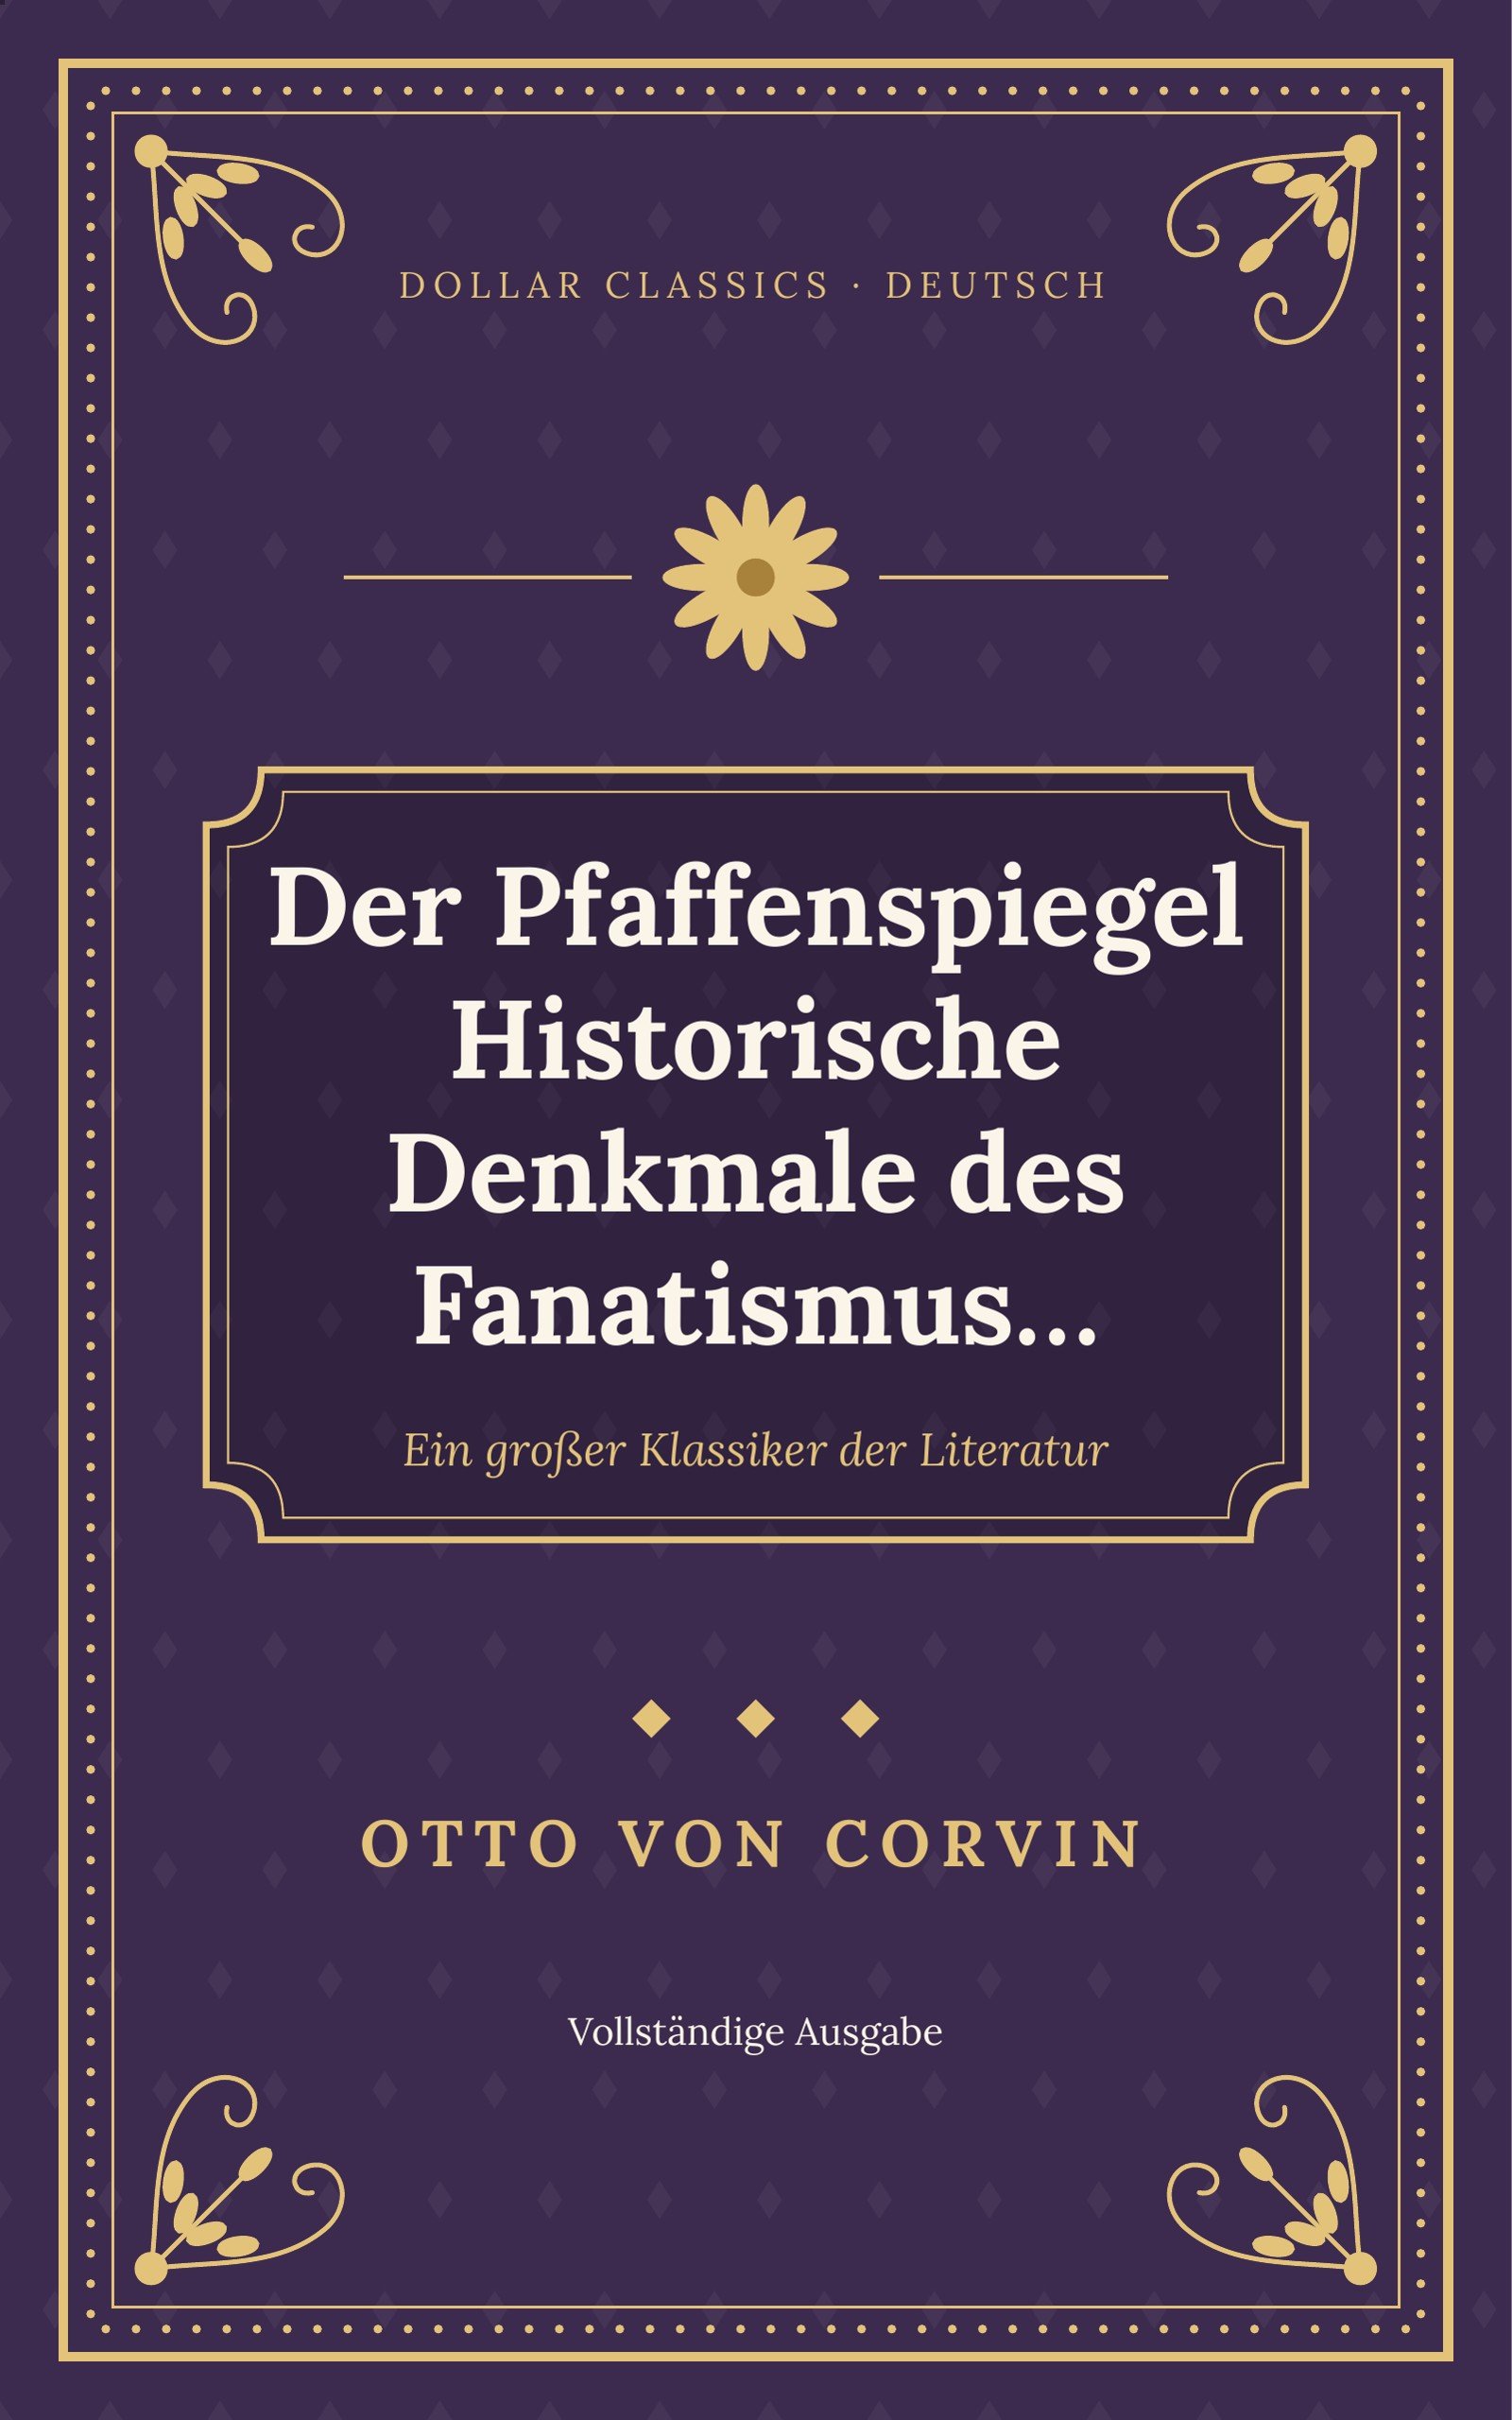 DOLLAR CLASSICS · DEUTSCH
Der Pfaffenspiegel
Historische
Denkmale des
Fanatismus...
Ein großer Klassiker der Literatur
OTTO VON CORVIN
Vollständige Ausgabe